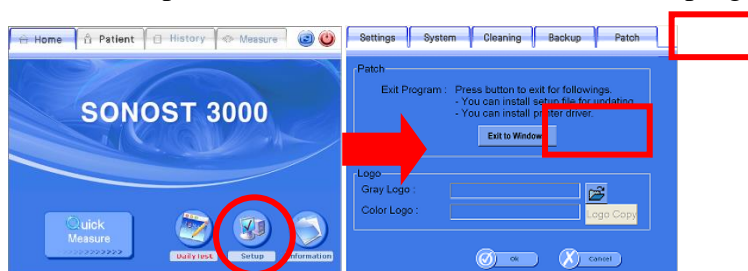 Home Patient History Measure
SONOST 3000
Quick
Measure
Daily Test Setup Information
Settings System Cleaning Backup Patch
Patch
Exit Program : Press button to exit for followings.
- You can install setup file for updating.
- You can install printer driver.
Exit to Windows
Logo
Gray Logo :
Color Logo :
Logo Copy
Ok Cancel